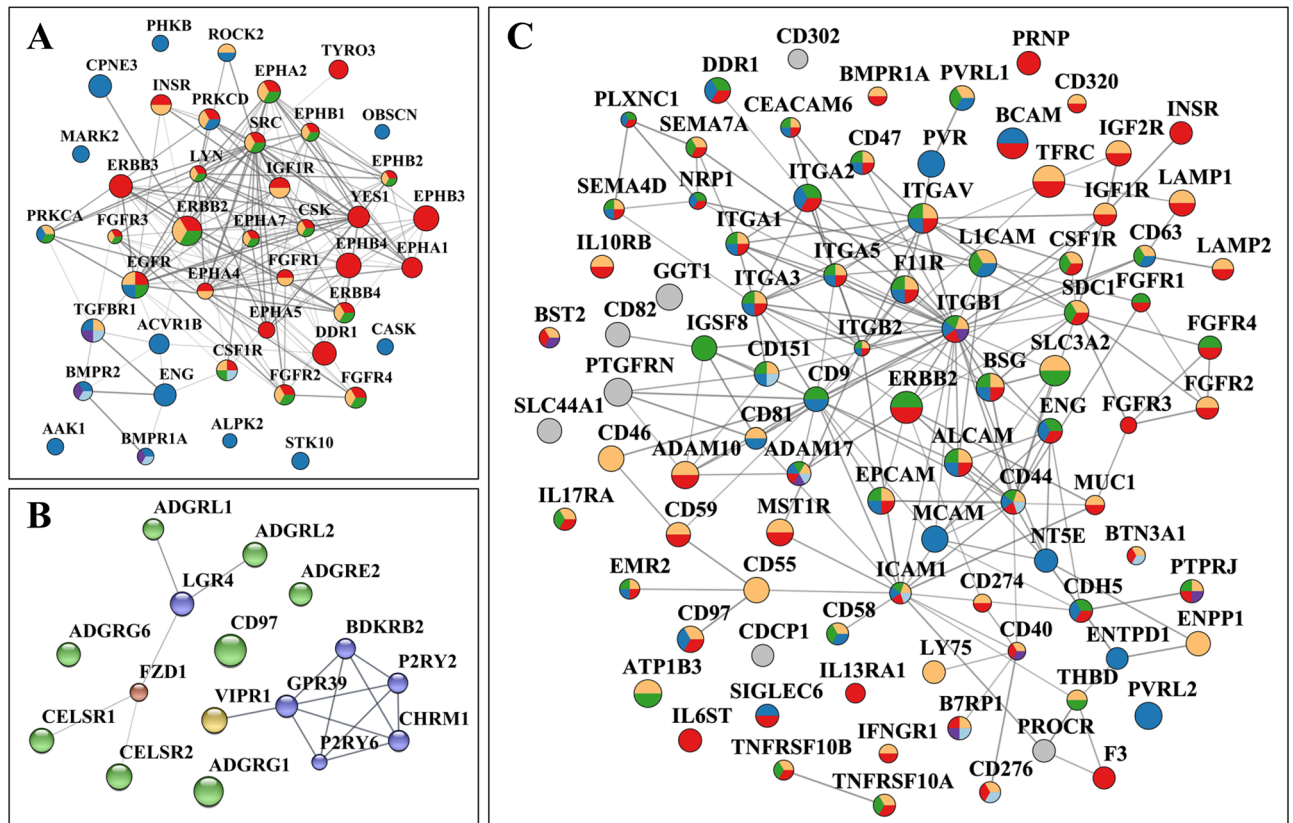 A
PHKB
ROCK2
TYRO3
CPNE3
EPHA2
INSR
PRKCD
EPHB1
OBSCN
SRC
MARK2
LYN
EPHB2
ERBB3
IGF1R
YES1
EPHB3
PRKCA
FGFR3
ERBB2
EPHA7
CSK
EPHB4
EPHA1
EGFR
EPHA4
FGFR1
ERBB4
TGFBR1
ACVR1B
EPHA5
DDR1
CASK
CSF1R
BMPR2
ENG
FGFR2
FGFR4
AAK1
BMPR1A
ALPK2
STK10
B
ADGRL1
ADGRL2
LGR4
ADGRE2
ADGRG6
CD97
BDKRB2
FZD1
P2RY2
VIPR1
GPR39
CELSR1
CHRM1
CELSR2
P2RY6
ADGRG1
C
CD302
PRNP
DDR1
BMPR1A
PVRL1
CD320
PLXNC1
CEACAM6
INSR
SEMA7A
CD47
PVR
BCAM
IGF2R
TFRC
SEMA4D
NRP1
ITGA2
ITGAV
IGF1R
LAMP1
ITGA1
L1CAM
CSF1R
CD63
IL10RB
ITGA5
F11R
LAMP2
GGT1
ITGA3
SDC1
FGFR1
BST2
CD82
ITGB1
IGSF8
ITGB2
SLC3A2
FGFR4
PTGFRN
CD151
BSG
CD9
ERBB2
FGFR2
SLC44A1
ENG
FGFR3
CD46
CD81
ALCAM
ADAM10
ADAM17
EPCAM
CD44
MUC1
IL17RA
CD59
MST1R
MCAM
NT5E
BTN3A1
EMR2
CD55
ICAM1
CD274
CDH5
PTPRJ
CD97
CDCP1
CD58
CD40
ENTPD1
ENPP1
ATP1B3
IL13RA1
LY75
THBD
SIGLEC6
B7RP1
PVRL2
IL6ST
IFNGR1
PROCR
TNFRSF10B
TNFRSF10A
CD276
F3